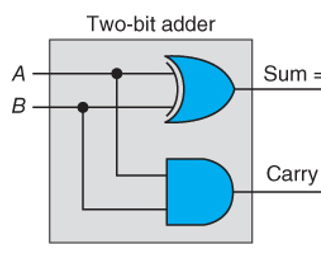 Two-bit adder
A
Sum =
B
Carry